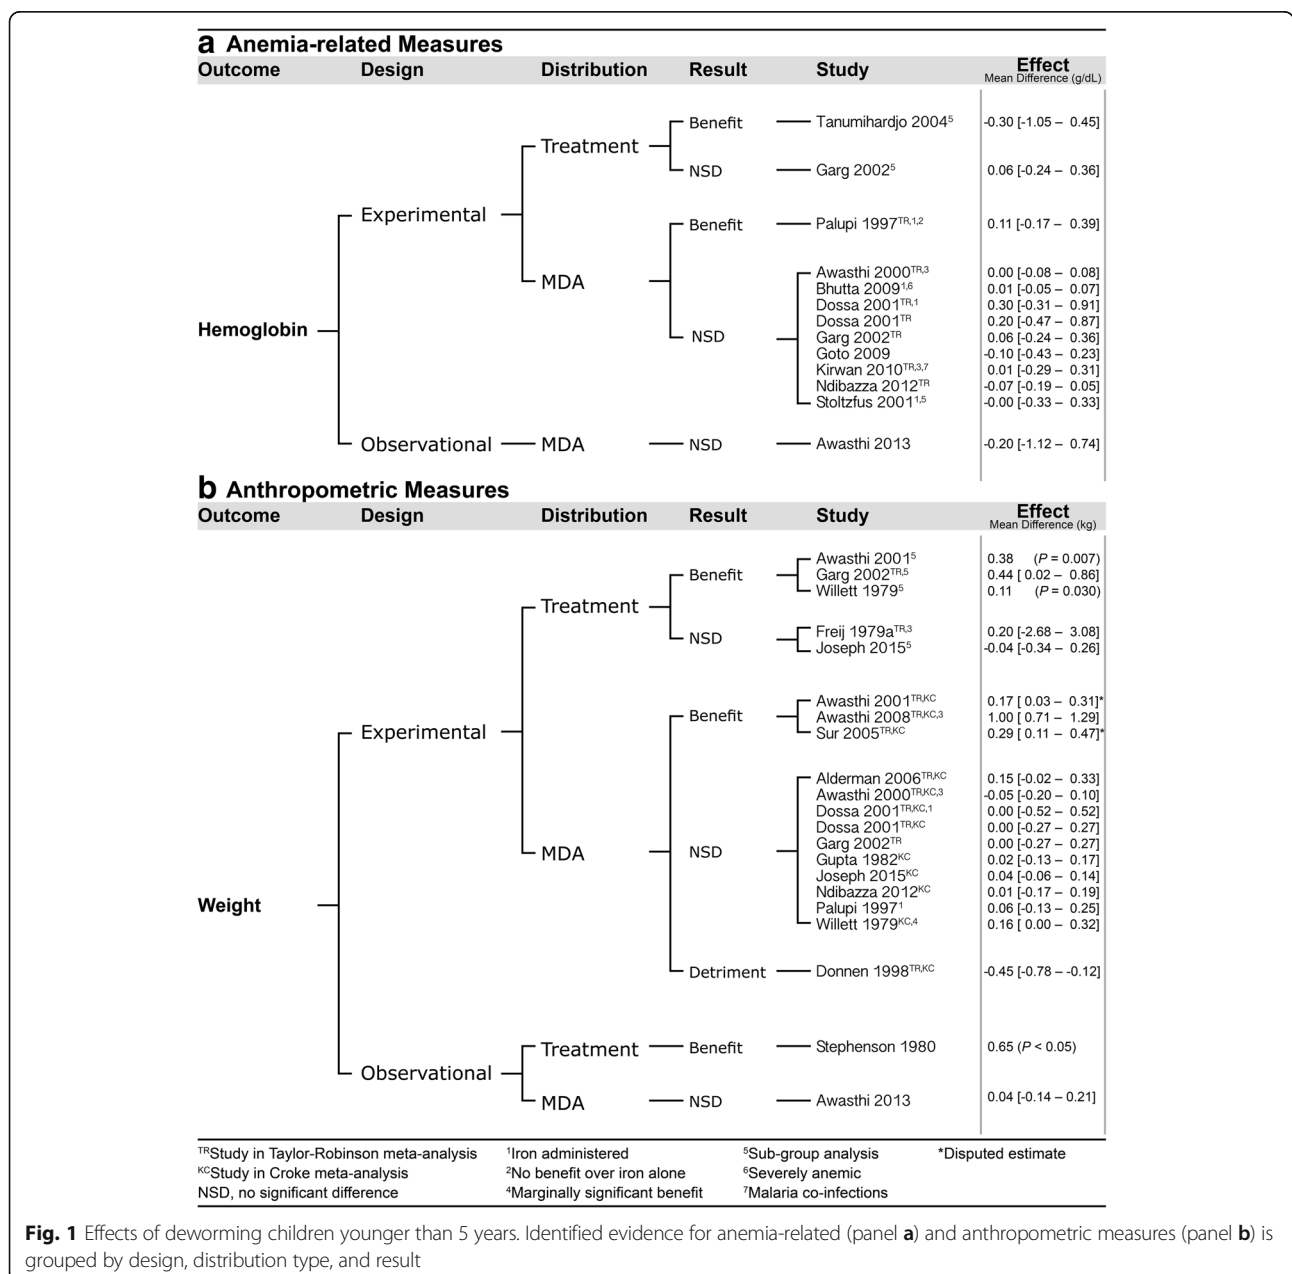 a Anemia-related Measures
Outcome Design Distribution Result Study Effect
Mean Difference (g/dL)
Benefit Tanumihardjo 2004⁵ -0.30 [-1.05 – 0.45]
Treatment
NSD Garg 2002⁵ 0.06 [-0.24 – 0.36]
Experimental
Benefit Palupi 1997ᵀᴿ,¹,² 0.11 [-0.17 – 0.39]
MDA
Awasthi 2000ᵀᴿ,³ 0.00 [-0.08 – 0.08]
Bhutta 2009¹,⁶ 0.01 [-0.05 – 0.07]
Dossa 2001ᵀᴿ,¹ 0.30 [-0.31 – 0.91]
Dossa 2001ᵀᴿ 0.20 [-0.47 – 0.87]
Hemoglobin
NSD Garg 2002ᵀᴿ 0.06 [-0.24 – 0.36]
Goto 2009 -0.10 [-0.43 – 0.23]
Kirwan 2010ᵀᴿ,³,⁷ 0.01 [-0.29 – 0.31]
Ndibazza 2012ᵀᴿ -0.07 [-0.19 – 0.05]
Stoltzfus 2001¹,⁵ -0.00 [-0.33 – 0.33]
Observational MDA NSD Awasthi 2013 -0.20 [-1.12 – 0.74]
b Anthropometric Measures
Outcome Design Distribution Result Study Effect
Mean Difference (kg)
Awasthi 2001⁵ 0.38 (P = 0.007)
Benefit Garg 2002ᵀᴿ,⁵ 0.44 [ 0.02 – 0.86]
Willett 1979⁵ 0.11 (P = 0.030)
Treatment
Freij 1979aᵀᴿ,³ 0.20 [-2.68 – 3.08]
NSD
Joseph 2015⁵ -0.04 [-0.34 – 0.26]
Awasthi 2001ᵀᴿ,ᴷᶜ 0.17 [ 0.03 – 0.31]*
Benefit Awasthi 2008ᵀᴿ,ᴷᶜ,³ 1.00 [ 0.71 – 1.29]
Experimental
Sur 2005ᵀᴿ,ᴷᶜ 0.29 [ 0.11 – 0.47]*
Alderman 2006ᵀᴿ,ᴷᶜ 0.15 [-0.02 – 0.33]
Awasthi 2000ᵀᴿ,ᴷᶜ,³ -0.05 [-0.20 – 0.10]
Dossa 2001ᵀᴿ,ᴷᶜ,¹ 0.00 [-0.52 – 0.52]
Dossa 2001ᵀᴿ,ᴷᶜ 0.00 [-0.27 – 0.27]
Garg 2002ᵀᴿ 0.00 [-0.27 – 0.27]
MDA NSD
Gupta 1982ᴷᶜ 0.02 [-0.13 – 0.17]
Joseph 2015ᴷᶜ 0.04 [-0.06 – 0.14]
Ndibazza 2012ᴷᶜ 0.01 [-0.17 – 0.19]
Weight
Palupi 1997¹ 0.06 [-0.13 – 0.25]
Willett 1979ᴷᶜ,⁴ 0.16 [ 0.00 – 0.32]
Detriment Donnen 1998ᵀᴿ,ᴷᶜ -0.45 [-0.78 – -0.12]
Treatment Benefit Stephenson 1980 0.65 (P < 0.05)
Observational
MDA NSD Awasthi 2013 0.04 [-0.14 – 0.21]
ᵀᴿStudy in Taylor-Robinson meta-analysis ¹Iron administered ⁵Sub-group analysis *Disputed estimate
ᴷᶜStudy in Croke meta-analysis ²No benefit over iron alone ⁶Severely anemic
NSD, no significant difference ⁴Marginally significant benefit ⁷Malaria co-infections
Fig. 1 Effects of deworming children younger than 5 years. Identified evidence for anemia-related (panel a) and anthropometric measures (panel b) is
grouped by design, distribution type, and result